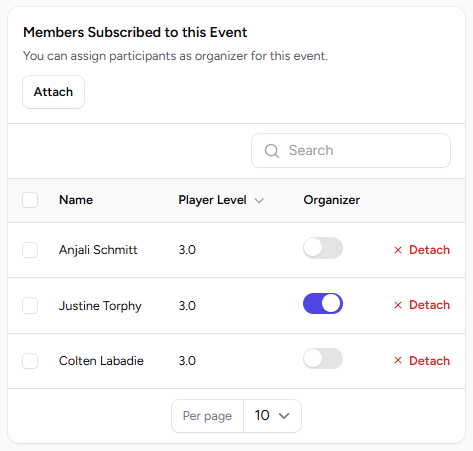 Members Subscribed to this Event
You can assign participants as organizer for this event.
Attach
Search
Name Player Level Organizer
Anjali Schmitt 3.0 Detach
Justine Torphy 3.0 Detach
Colten Labadie 3.0 Detach
Per page 10